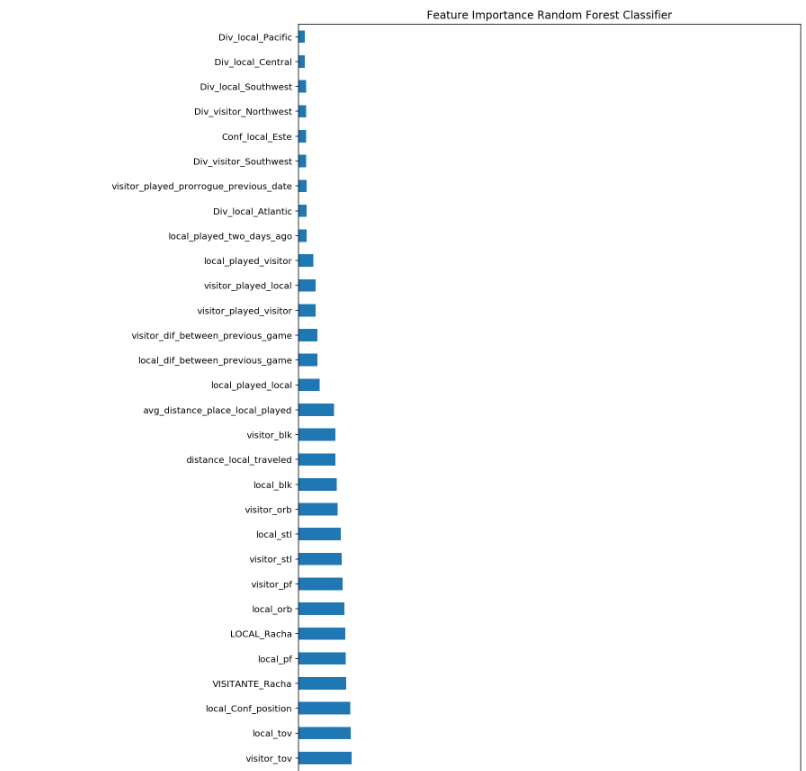 Feature Importance Random Forest Classifier
Div_local_Pacific
Div_local_Central
Div_local_Southwest
Div_visitor_Northwest
Conf_local_Este
Div_visitor_Southwest
visitor_played_prorrogue_previous_date
Div_local_Atlantic
local_played_two_days_ago
local_played_visitor
visitor_played_local
visitor_played_visitor
visitor_dif_between_previous_game
local_dif_between_previous_game
local_played_local
avg_distance_place_local_played
visitor_blk
distance_local_traveled
local_blk
visitor_orb
local_stl
visitor_stl
visitor_pf
local_orb
LOCAL_Racha
local_pf
VISITANTE_Racha
local_Conf_position
local_tov
visitor_tov